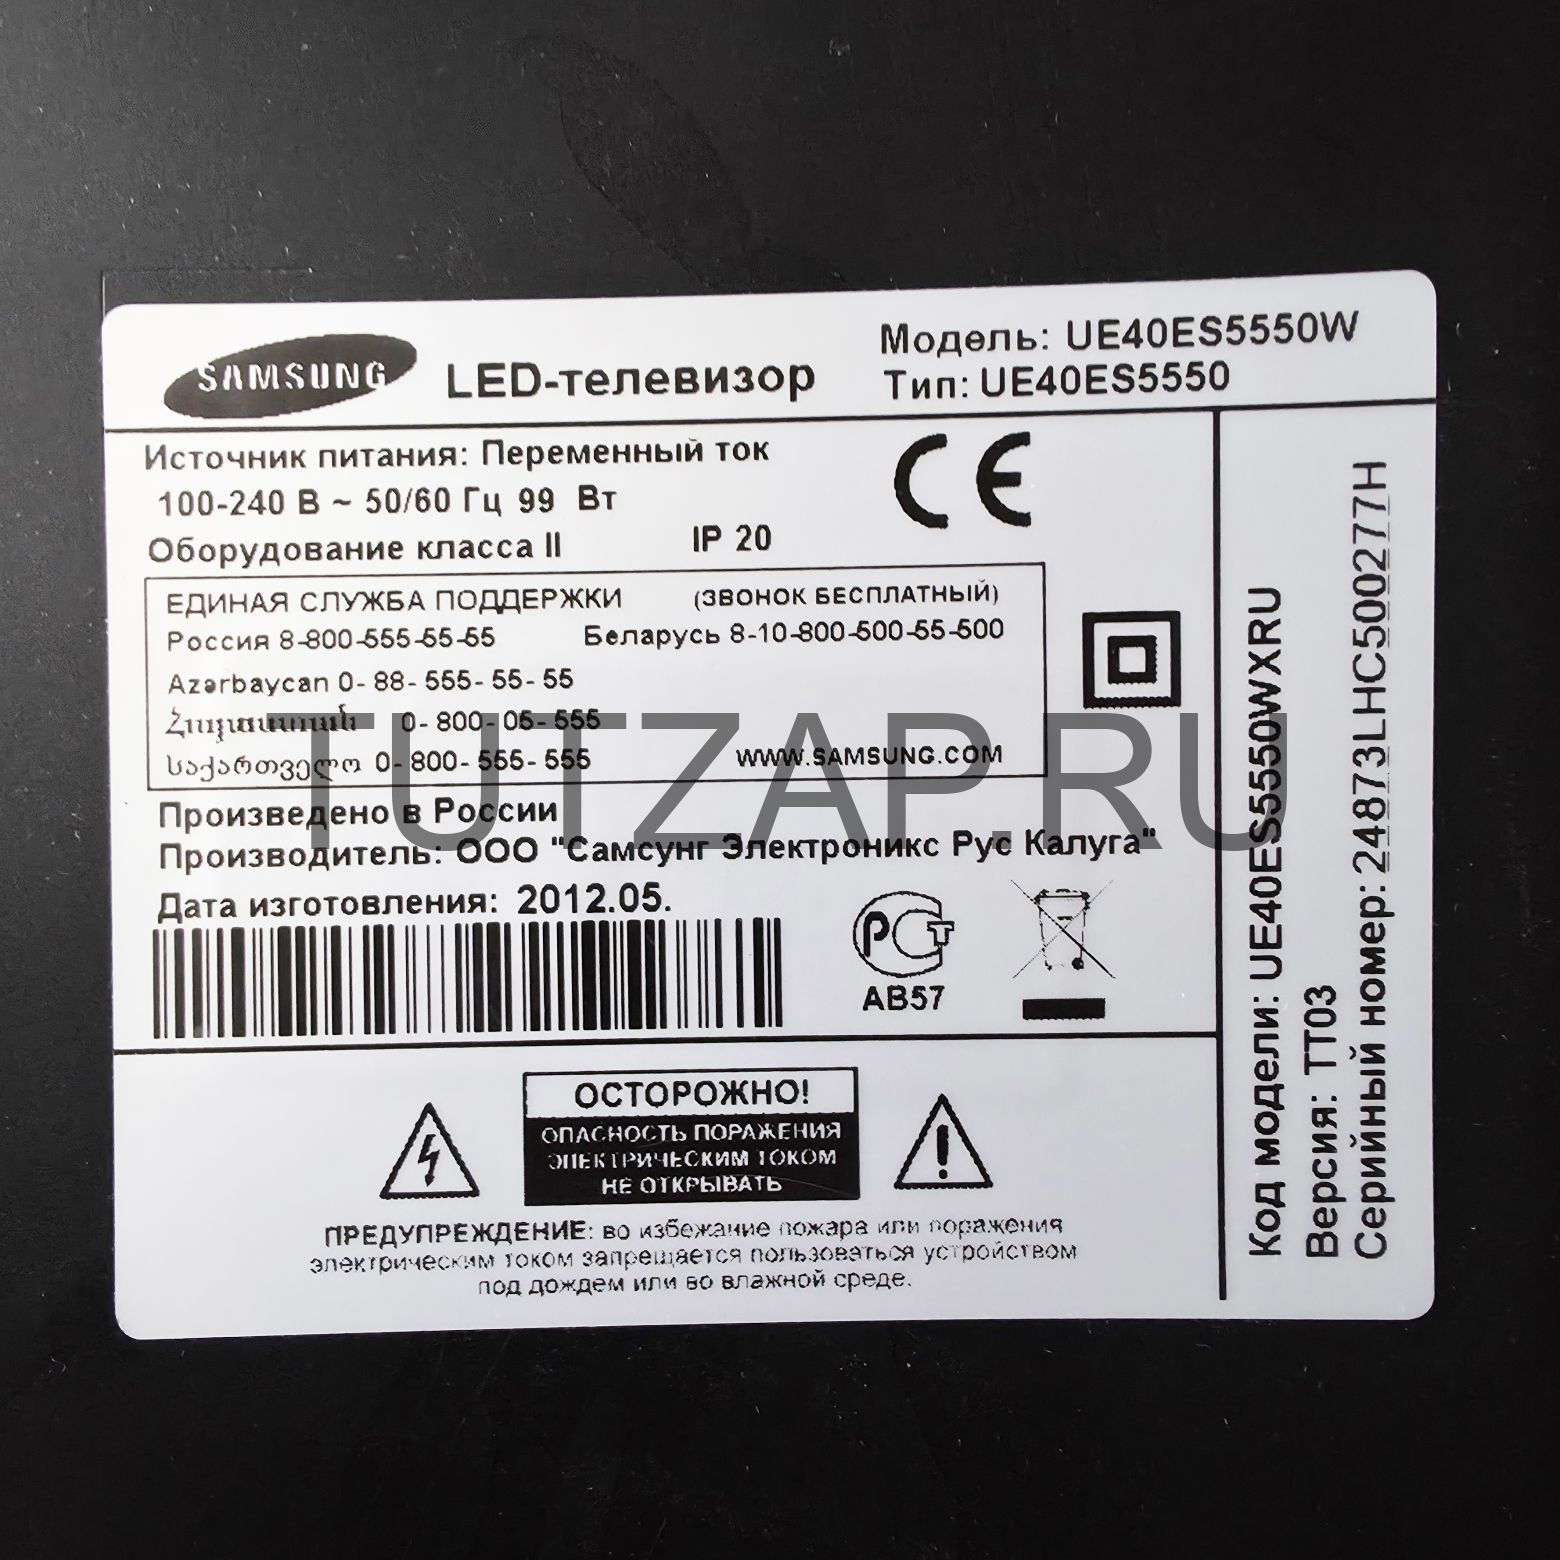 SAMSUNG
LED-телевизор
Модель: UE40ES5550W
Тип: UE40ES5550
Источник питания: Переменный ток
100-240 В ~ 50/60 Гц 99 Вт
Оборудование класса II IP 20
ЕДИНАЯ СЛУЖБА ПОДДЕРЖКИ (ЗВОНОК БЕСПЛАТНЫЙ)
Россия 8-800-555-55-55 Беларусь 8-10-800-500-55-500
Azərbaycan 0-88-555-55-55
Հայաստան 0-800-05-555
საქართველო 0-800-555-555 WWW.SAMSUNG.COM
TUTZAP.RU
Произведено в России
Производитель: ООО "Самсунг Электроникс Рус Калуга"
Дата изготовления: 2012.05.
АВ57
ОСТОРОЖНО!
ОПАСНОСТЬ ПОРАЖЕНИЯ
ЭЛЕКТРИЧЕСКИМ ТОКОМ
НЕ ОТКРЫВАТЬ
ПРЕДУПРЕЖДЕНИЕ: во избежание пожара или поражения
электрическим током запрещается пользоваться устройством
под дождем или во влажной среде.
Код модели: UE40ES5550WXRU
Версия: TT03
Серийный номер: 24873LHC500277H